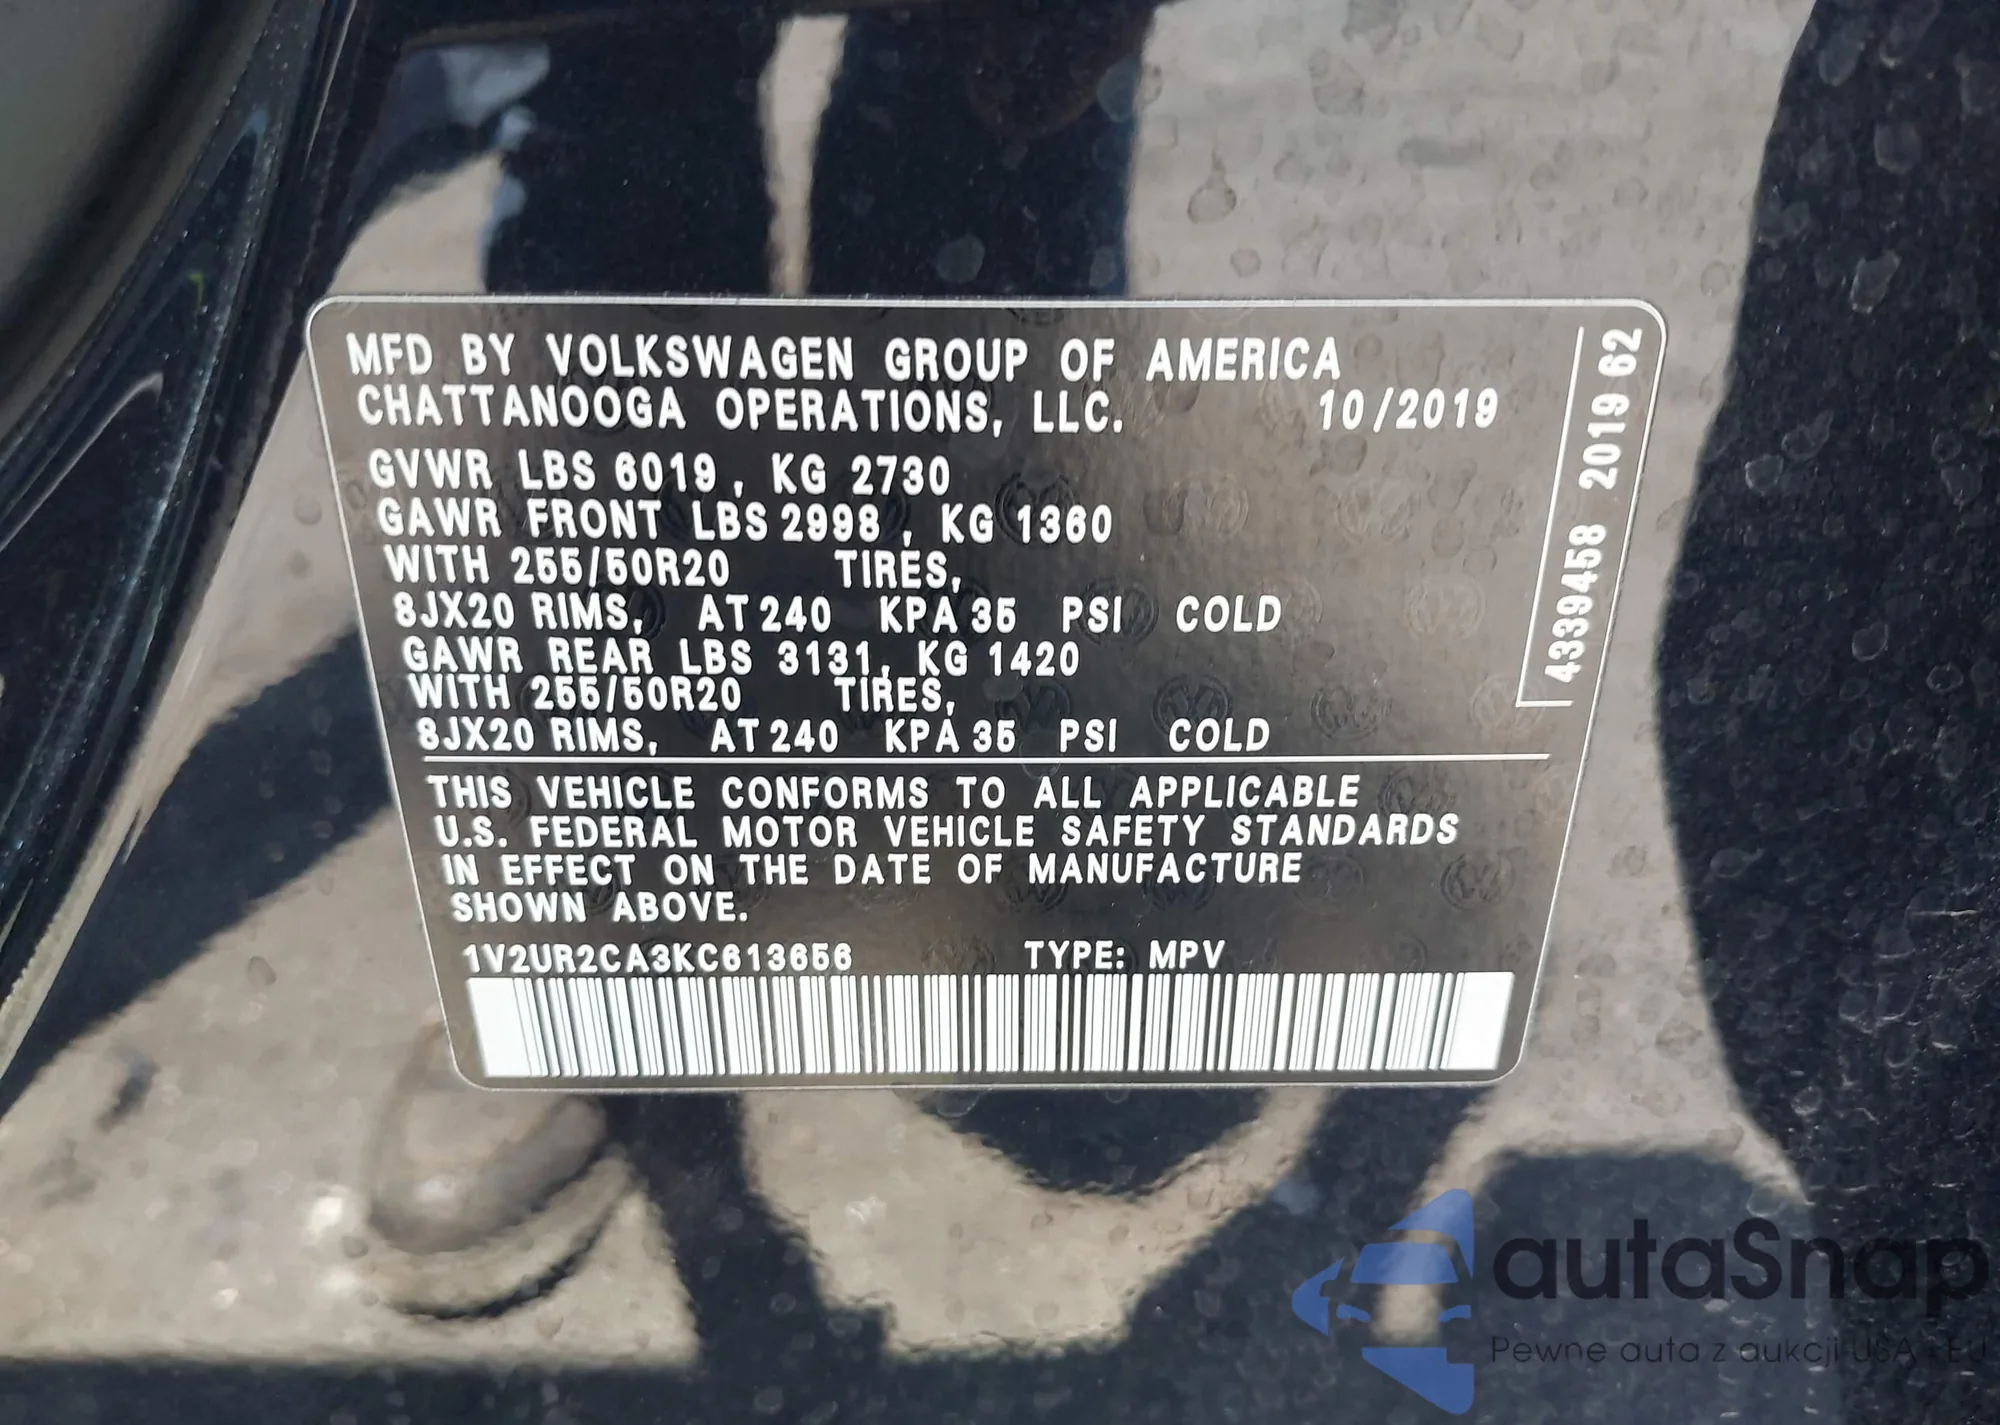 MFD BY VOLKSWAGEN GROUP OF AMERICA
CHATTANOOGA OPERATIONS, LLC. 10/2019
GVWR LBS 6019, KG 2730
GAWR FRONT LBS 2998, KG 1360
WITH 255/50R20 TIRES,
8JX20 RIMS, AT 240 KPA 35 PSI COLD
GAWR REAR LBS 3131, KG 1420
WITH 255/50R20 TIRES,
8JX20 RIMS, AT 240 KPA 35 PSI COLD
THIS VEHICLE CONFORMS TO ALL APPLICABLE
U.S. FEDERAL MOTOR VEHICLE SAFETY STANDARDS
IN EFFECT ON THE DATE OF MANUFACTURE
SHOWN ABOVE.
1V2UR2CA3KC613656 TYPE: MPV
4339458 2019 62
autaSnap
Pewne auta z aukcji USA i EU